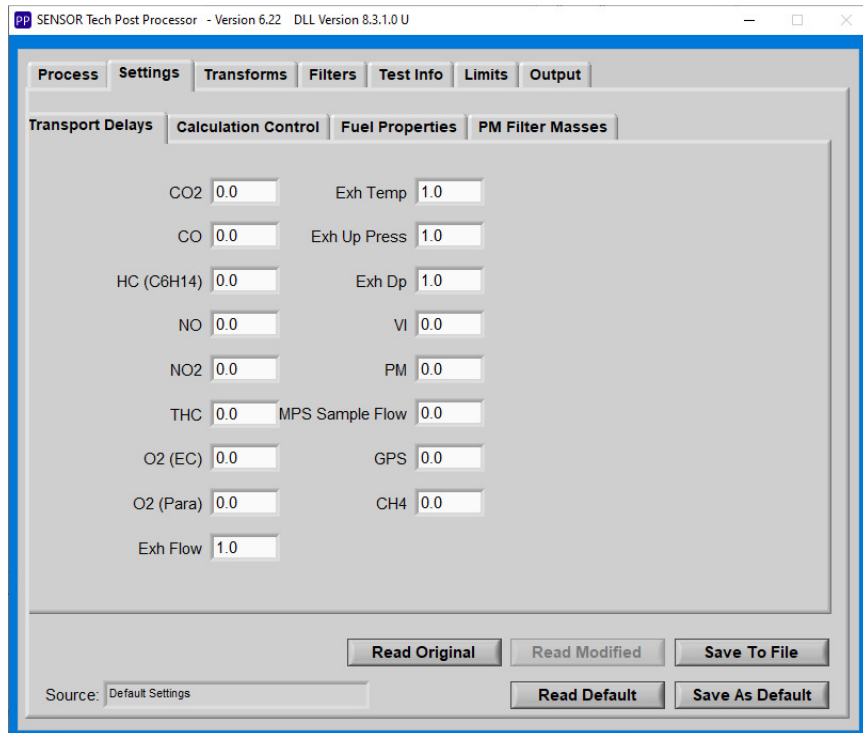 PP SENSOR Tech Post Processor - Version 6.22 DLL Version 8.3.1.0 U
Process Settings Transforms Filters Test Info Limits Output
Transport Delays Calculation Control Fuel Properties PM Filter Masses
CO2 0.0 Exh Temp 1.0
CO 0.0 Exh Up Press 1.0
HC (C6H14) 0.0 Exh Dp 1.0
NO 0.0 VI 0.0
NO2 0.0 PM 0.0
THC 0.0 MPS Sample Flow 0.0
O2 (EC) 0.0 GPS 0.0
O2 (Para) 0.0 CH4 0.0
Exh Flow 1.0
Read Original Read Modified Save To File
Source: Default Settings Read Default Save As Default